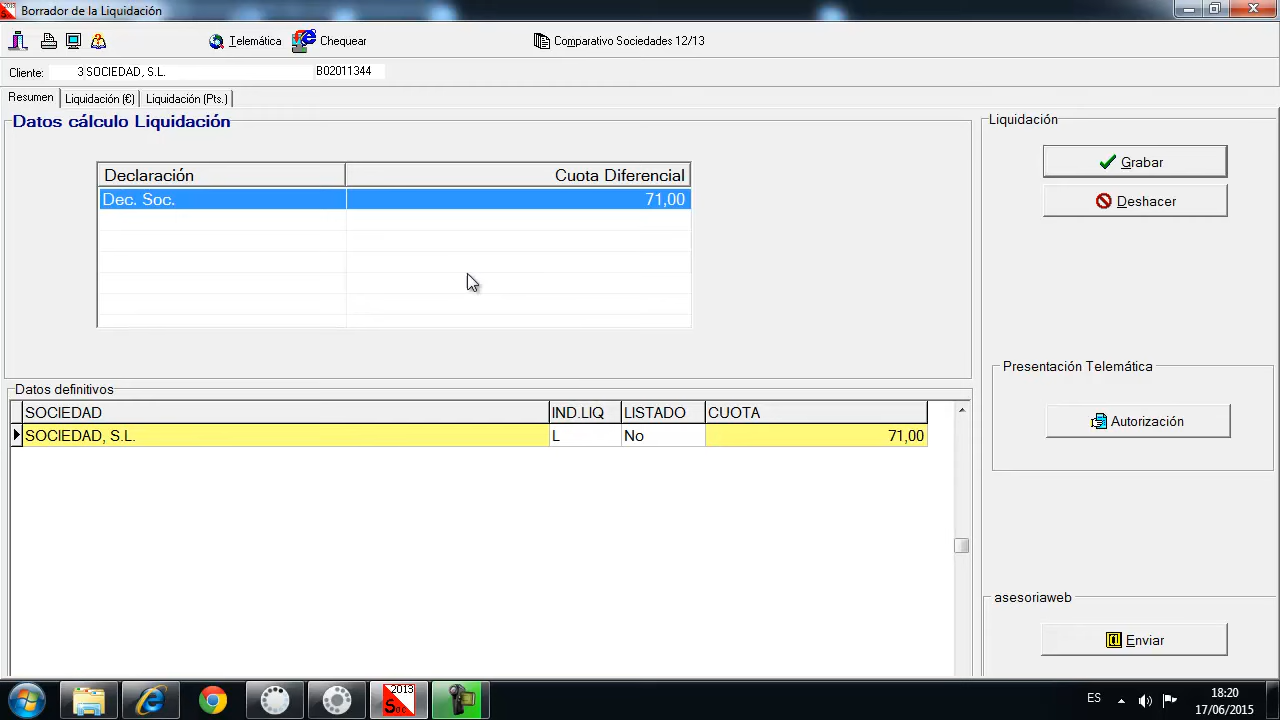 2013
Borrador de la Liquidación
Telemática Chequear Comparativo Sociedades 12/13
Cliente: 3 SOCIEDAD, S.L. B02011344
Resumen Liquidación (€) Liquidación (Pts.)
Datos cálculo Liquidación
Declaración Cuota Diferencial
Dec. Soc. 71,00
Liquidación
Grabar
Deshacer
Presentación Telemática
Autorización
Datos definitivos
SOCIEDAD IND.LIQ LISTADO CUOTA
SOCIEDAD, S.L. L No 71,00
asesoriaweb
Enviar
2013
Soc
ES
18:20
17/06/2015